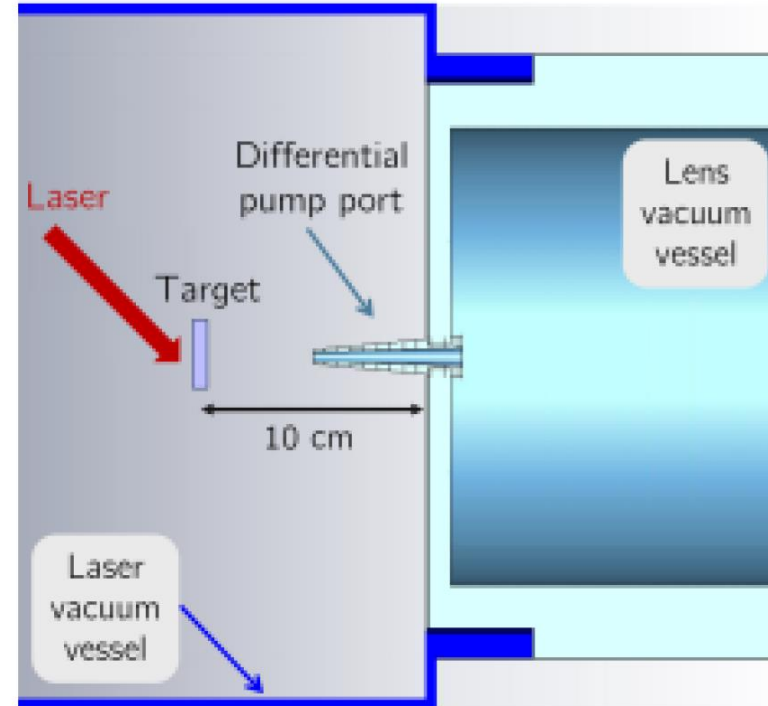 Differential
pump port
Laser
Lens
vacuum
vessel
Target
10 cm
Laser
vacuum
vessel